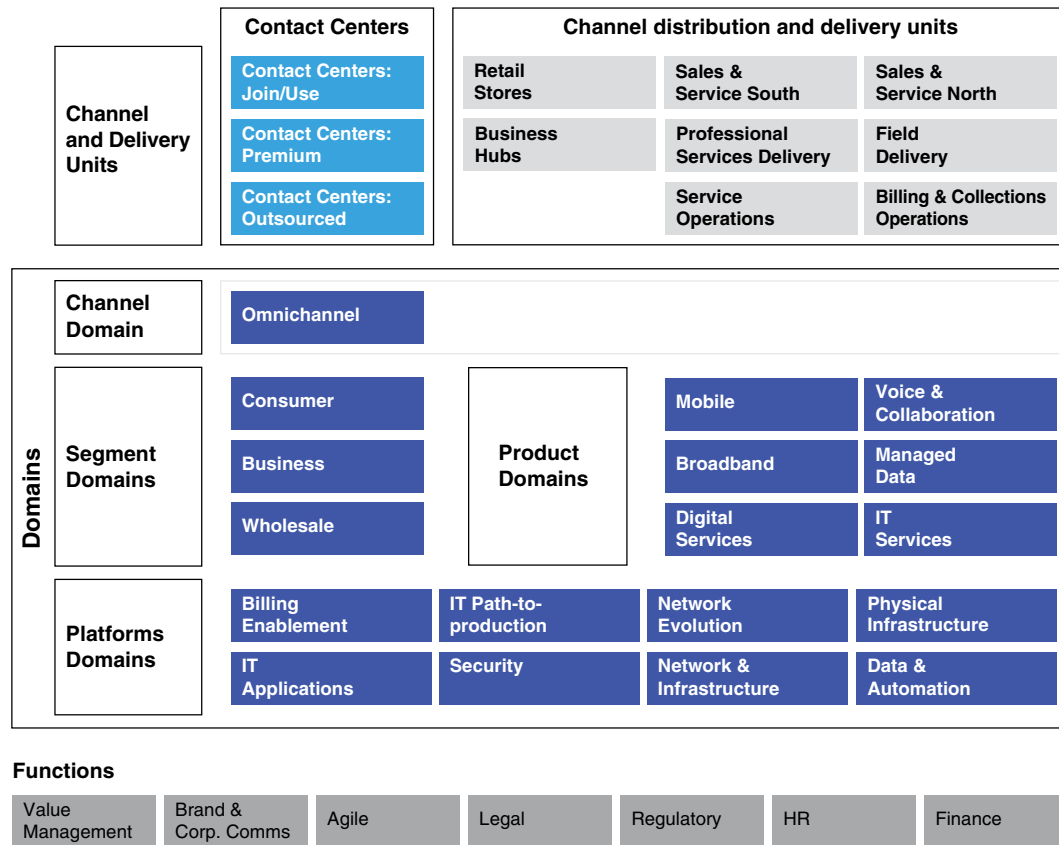 Contact Centers
Channel distribution and delivery units
Channel
and Delivery
Units
Contact Centers:
Join/Use
Contact Centers:
Premium
Contact Centers:
Outsourced
Retail
Stores
Sales &
Service South
Sales &
Service North
Business
Hubs
Professional
Services Delivery
Field
Delivery
Service
Operations
Billing & Collections
Operations
Domains
Channel
Domain
Omnichannel
Segment
Domains
Consumer
Business
Wholesale
Product
Domains
Mobile
Voice &
Collaboration
Broadband
Managed
Data
Digital
Services
IT
Services
Platforms
Domains
Billing
Enablement
IT Path-to-
production
Network
Evolution
Physical
Infrastructure
IT
Applications
Security
Network &
Infrastructure
Data &
Automation
Functions
Value
Management
Brand &
Corp. Comms
Agile
Legal
Regulatory
HR
Finance